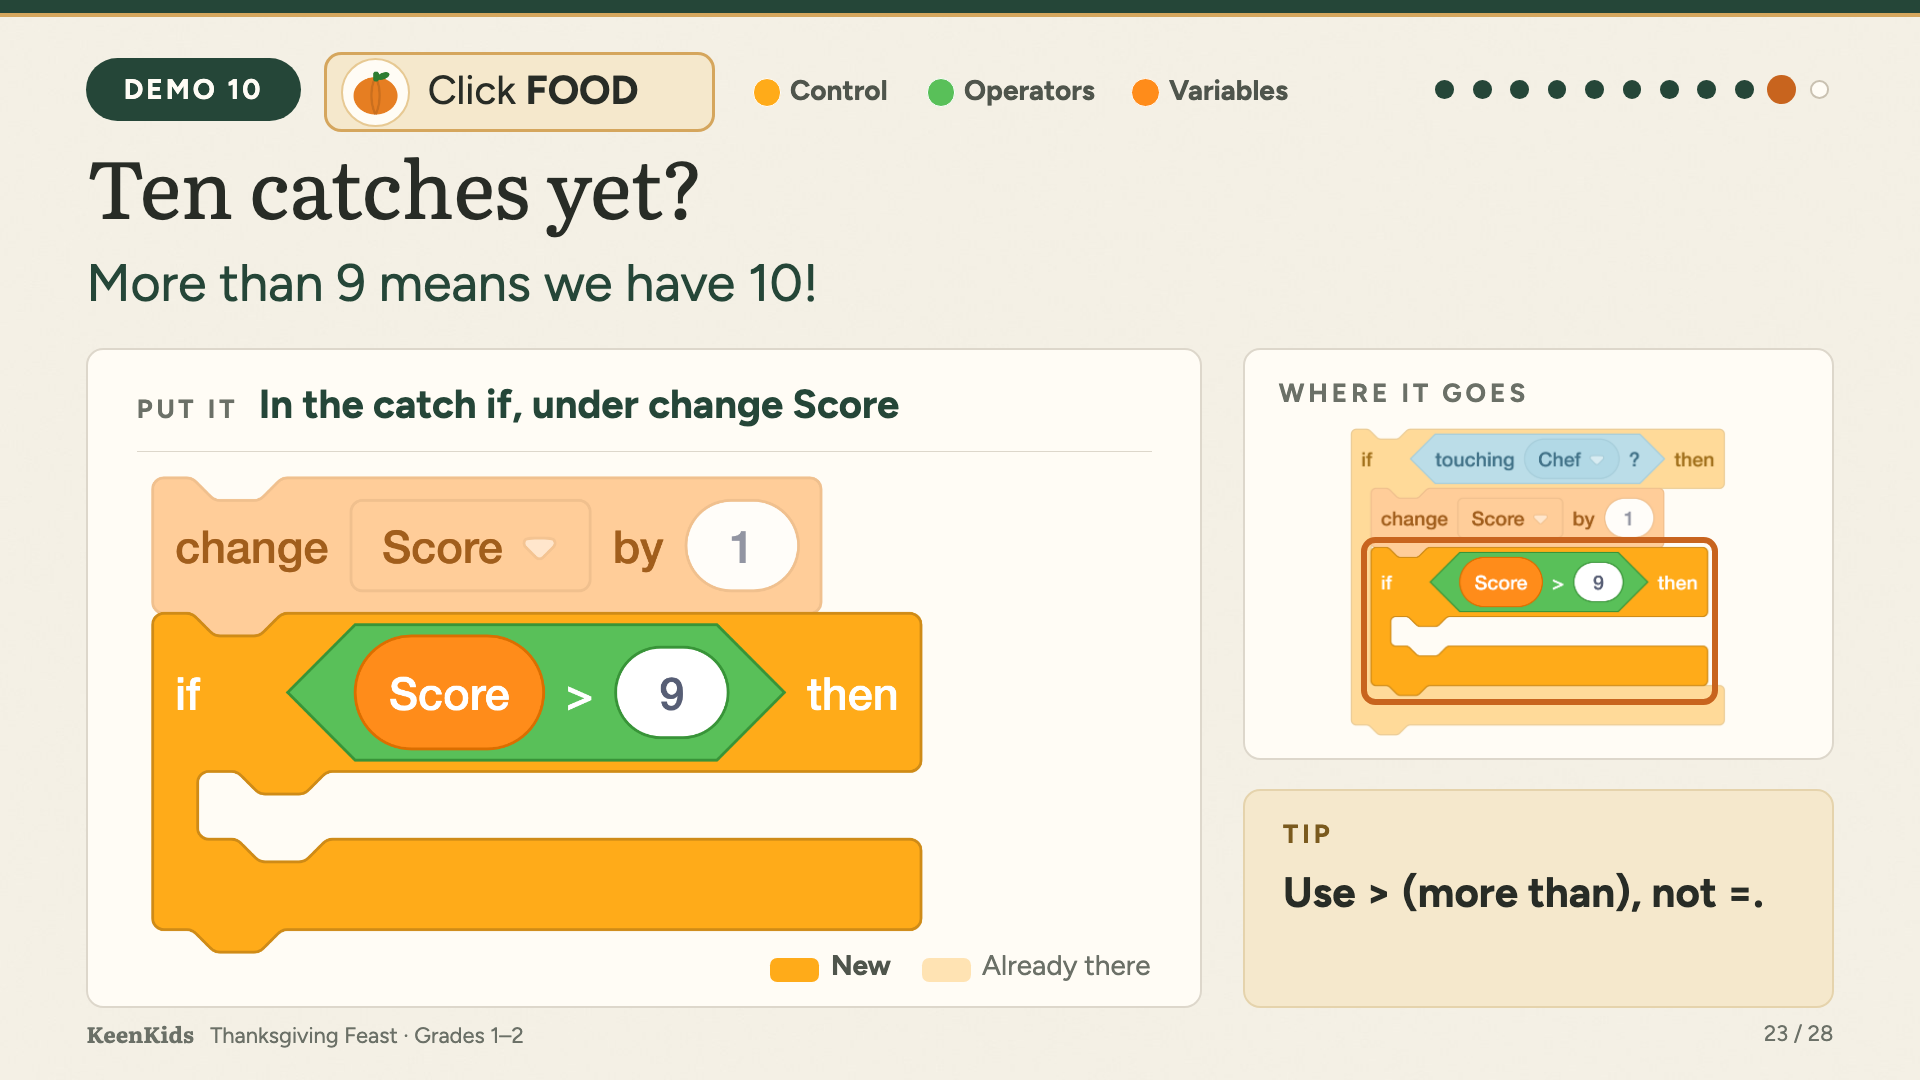 DEMO 10
Click FOOD
Control
Operators
Variables
Ten catches yet?
More than 9 means we have 10!
PUT IT In the catch if, under change Score
change Score by 1
if Score > 9 then
New
Already there
WHERE IT GOES
if touching Chef ? then
change Score by 1
if Score > 9 then
TIP
Use > (more than), not =.
KeenKids Thanksgiving Feast · Grades 1–2
23 / 28